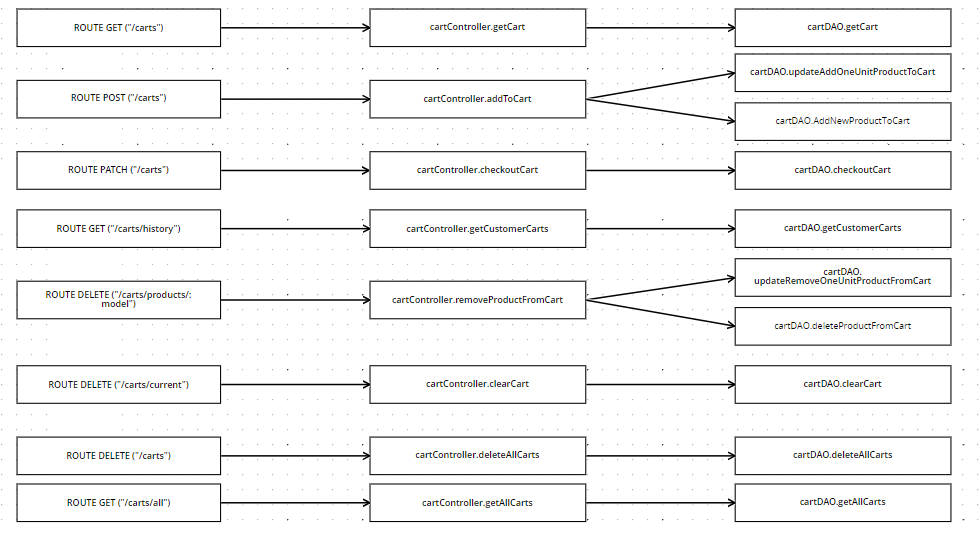 ROUTE GET ("/carts")
cartController.getCart
cartDAO.getCart
ROUTE POST ("/carts")
cartController.addToCart
cartDAO.updateAddOneUnitProductToCart
cartDAO.AddNewProductToCart
ROUTE PATCH ("/carts")
cartController.checkoutCart
cartDAO.checkoutCart
ROUTE GET ("/carts/history")
cartController.getCustomerCarts
cartDAO.getCustomerCarts
ROUTE DELETE ("/carts/products/:
model")
cartController.removeProductFromCart
cartDAO.
updateRemoveOneUnitProductFromCart
cartDAO.deleteProductFromCart
ROUTE DELETE ("/carts/current")
cartController.clearCart
cartDAO.clearCart
ROUTE DELETE ("/carts")
cartController.deleteAllCarts
cartDAO.deleteAllCarts
ROUTE GET ("/carts/all")
cartController.getAllCarts
cartDAO.getAllCarts